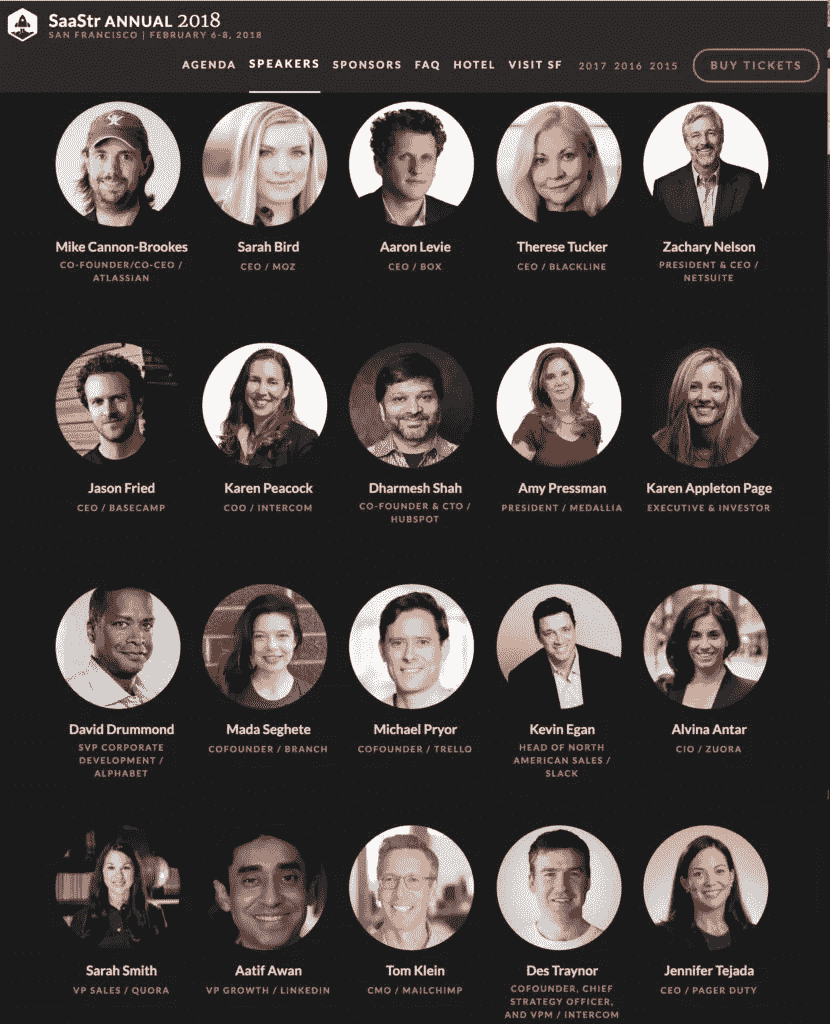 SaaStr ANNUAL 2018
SAN FRANCISCO | FEBRUARY 6-8, 2018
AGENDA SPEAKERS SPONSORS FAQ HOTEL VISIT SF 2017 2016 2015 BUY TICKETS
Mike Cannon-Brookes
CO-FOUNDER/CO-CEO /
ATLASSIAN
Sarah Bird
CEO / MOZ
Aaron Levie
CEO / BOX
Therese Tucker
CEO / BLACKLINE
Zachary Nelson
PRESIDENT & CEO /
NETSUITE
Jason Fried
CEO / BASECAMP
Karen Peacock
COO / INTERCOM
Dharmesh Shah
CO-FOUNDER & CTO /
HUBSPOT
Amy Pressman
PRESIDENT / MEDALLIA
Karen Appleton Page
EXECUTIVE & INVESTOR
David Drummond
SVP CORPORATE
DEVELOPMENT /
ALPHABET
Mada Seghete
COFOUNDER / BRANCH
Michael Pryor
COFOUNDER / TRELLO
Kevin Egan
HEAD OF NORTH
AMERICAN SALES /
SLACK
Alvina Antar
CIO / ZUORA
Sarah Smith
VP SALES / QUORA
Aatif Awan
VP GROWTH / LINKEDIN
Tom Klein
CMO / MAILCHIMP
Des Traynor
COFOUNDER, CHIEF
STRATEGY OFFICER,
AND VPM / INTERCOM
Jennifer Tejada
CEO / PAGER DUTY